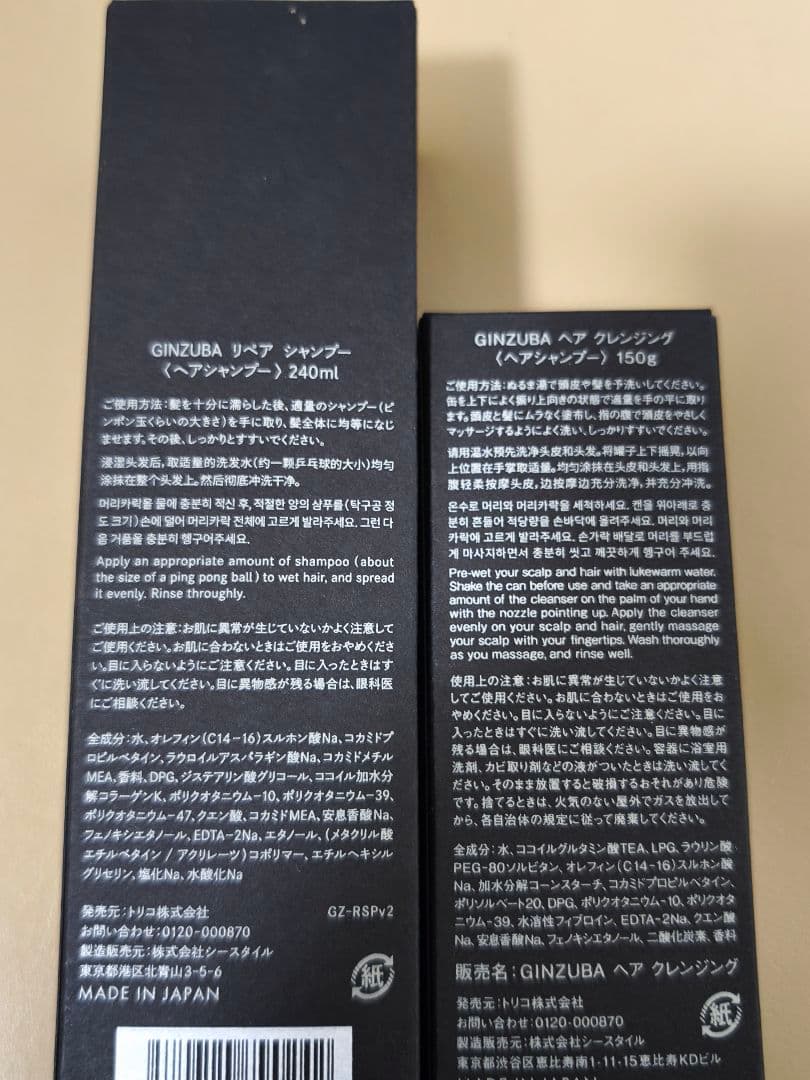 GINZUBA リペア シャンプー
〈ヘアシャンプー〉240ml
ご使用方法：髪を十分に濡らした後、適量のシャンプー（ピ
ンポン玉くらいの大きさ）を手に取り、髪全体に均等になじ
ませます。その後、しっかりとすすいでください。
浸湿头发后，取适量的洗发水（约一颗乒乓球的大小）均匀
涂抹在整个头发上。然后彻底冲洗干净。
머리카락을 물에 충분히 적신 후, 적절한 양의 샴푸를 (탁구공 정
도 크기) 손에 덜어 머리카락 전체에 고르게 발라주세요. 그런 다
음 거품을 충분히 헹구어주세요.
Apply an appropriate amount of shampoo (about
the size of a ping pong ball) to wet hair, and spread
it evenly. Rinse throughly.
ご使用上の注意：お肌に異常が生じていないかよく注意して
ご使用ください。お肌に合わないときはご使用をおやめくださ
い。目に入らないようにご注意ください。目に入ったときはす
ぐに洗い流してください。目に異物感が残る場合は、眼科医
にご相談ください。
全成分：水、オレフィン（C14-16）スルホン酸Na、コカミドプ
ロピルベタイン、ラウロイルアスパラギン酸Na、コカミドメチル
MEA、香料、DPG、ジステアリン酸グリコール、ココイル加水分
解コラーゲンK、ポリクオタニウム-10、ポリクオタニウム-39、
ポリクオタニウム-47、クエン酸、コカミドMEA、安息香酸Na、
フェノキシエタノール、EDTA-2Na、エタノール、（メタクリル酸
エチルベタイン / アクリレーツ）コポリマー、エチルヘキシル
グリセリン、塩化Na、水酸化Na
発売元：トリコ株式会社 GZ-RSPv2
お問い合わせ：0120-000870
製造販売元：株式会社シースタイル
東京都港区北青山3-5-6
MADE IN JAPAN
紙
GINZUBA ヘア クレンジング
〈ヘアシャンプー〉150g
ご使用方法：ぬるま湯で頭皮や髪を予洗いしてください。
缶を上下によく振り上向きの状態で適量を手の平に取り
ます。頭皮と髪にムラなく塗布し、指の腹で頭皮をやさしく
マッサージするようによく洗い、しっかりすすいでください。
请用温水预先洗净头皮和头发。将罐子上下摇晃，以向
上位置在手掌取适量。均匀涂抹在头皮和头发上，用指
腹轻柔按摩头皮，边按摩边充分洗净，并充分冲洗。
온수로 머리와 머리카락을 세척하세요. 캔을 위아래로 충
분히 흔들어 적당량을 손바닥에 올려주세요. 머리와 머리
카락에 고르게 발라주세요. 손가락 배달로 머리를 부드럽
게 마사지하면서 충분히 씻고 깨끗하게 헹구어 주세요.
Pre-wet your scalp and hair with lukewarm water.
Shake the can before use and take an appropriate
amount of the cleanser on the palm of your hand
with the nozzle pointing up. Apply the cleanser
evenly on your scalp and hair, gently massage
your scalp with your fingertips. Wash thoroughly
as you massage, and rinse well.
使用上の注意：お肌に異常が生じていないかよく注意
してご使用ください。お肌に合わないときはご使用をお
やめください。目に入らないようにご注意ください。目に
入ったときはすぐに洗い流してください。目に異物感が
残る場合は、眼科医にご相談ください。容器に浴室用
洗剤、カビ取り剤などの液がついたときは洗い流してく
ださい。そのまま放置すると破損するおそれがあり危険
です。捨てるときは、火気のない屋外でガスを放出してか
ら、各自治体の規定に従って廃棄してください。
全成分：水、ココイルグルタミン酸TEA、LPG、ラウリン酸
PEG-80ソルビタン、オレフィン（C14-16）スルホン酸
Na、加水分解コーンスターチ、コカミドプロピルベタイン、
ポリソルベート20、DPG、ポリクオタニウム-10、ポリクオタ
ニウム-39、水溶性フィブロイン、EDTA-2Na、クエン酸
Na、安息香酸Na、フェノキシエタノール、二酸化炭素、香料
販売名：GINZUBA ヘア クレンジング
発売元：トリコ株式会社
お問い合わせ：0120-000870
製造販売元：株式会社シースタイル
東京都渋谷区恵比寿南1-11-15恵比寿KDビル
紙